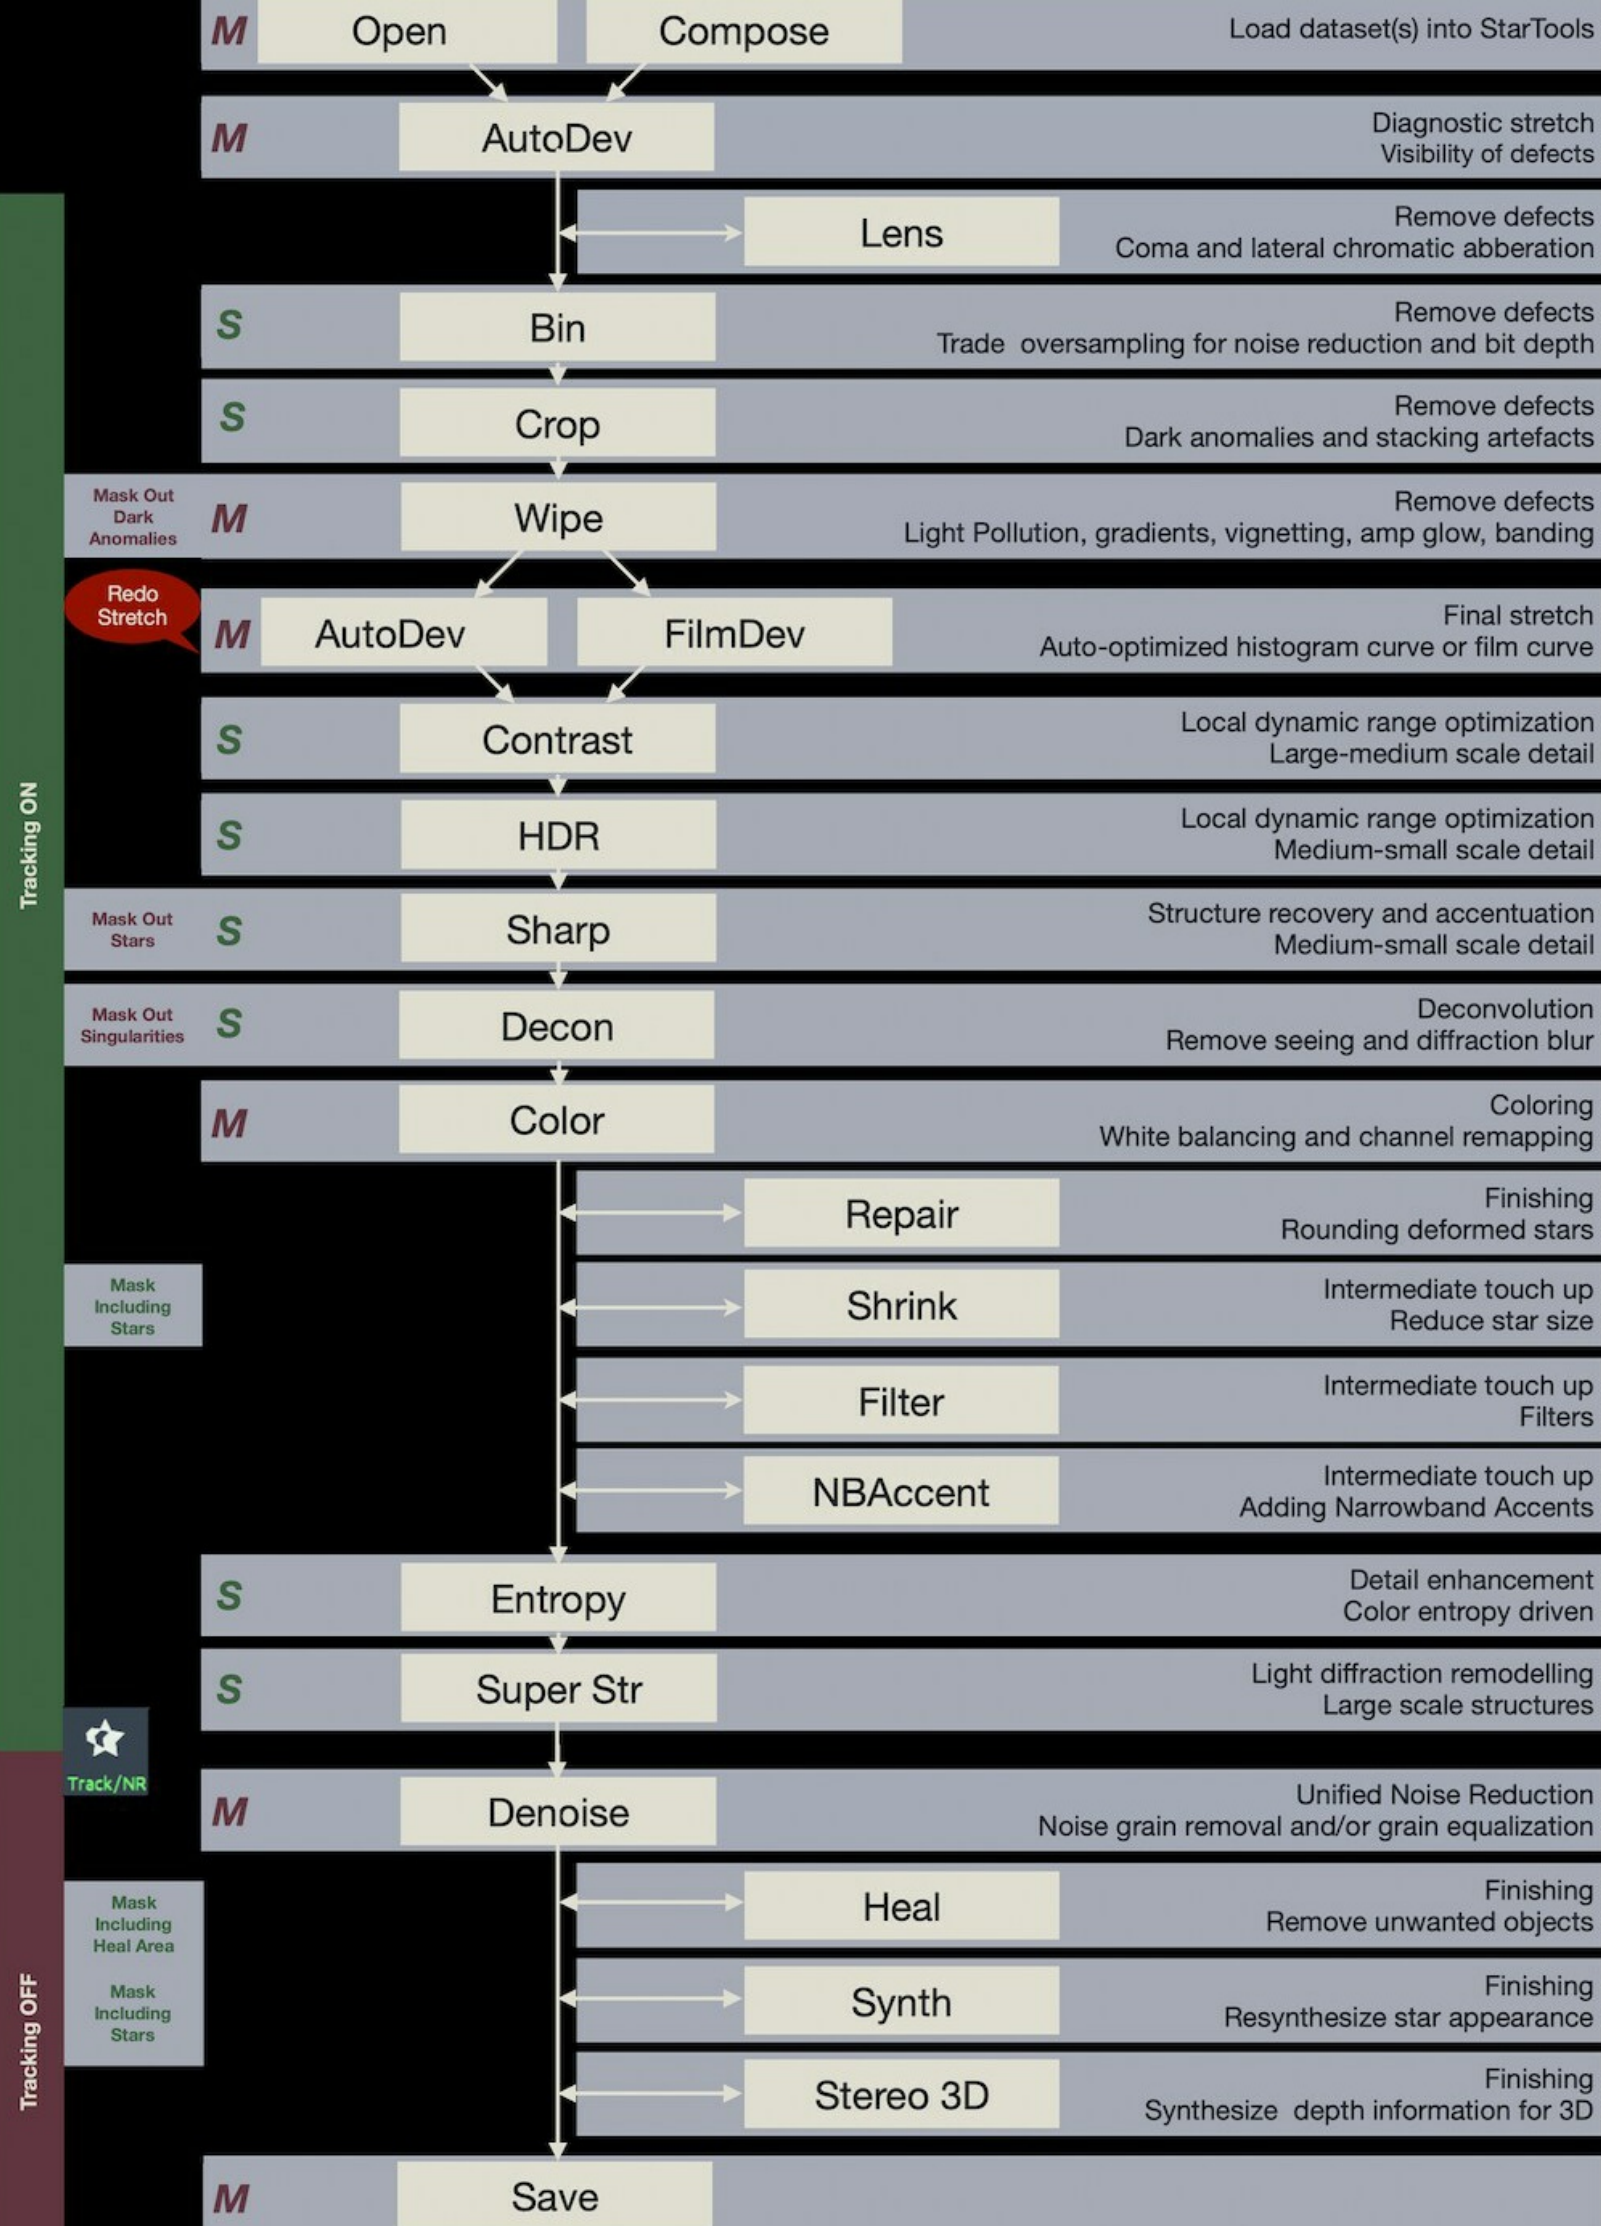 M
Open
Compose
Load dataset(s) into StarTools
M
AutoDev
Diagnostic stretch
Visibility of defects
Lens
Remove defects
Coma and lateral chromatic abberation
S
Bin
Remove defects
Trade oversampling for noise reduction and bit depth
S
Crop
Remove defects
Dark anomalies and stacking artefacts
Mask Out
Dark
Anomalies
M
Wipe
Remove defects
Light Pollution, gradients, vignetting, amp glow, banding
Redo
Stretch
M
AutoDev
FilmDev
Final stretch
Auto-optimized histogram curve or film curve
S
Contrast
Local dynamic range optimization
Large-medium scale detail
Tracking ON
S
HDR
Local dynamic range optimization
Medium-small scale detail
Mask Out
Stars
S
Sharp
Structure recovery and accentuation
Medium-small scale detail
Mask Out
Singularities
S
Decon
Deconvolution
Remove seeing and diffraction blur
M
Color
Coloring
White balancing and channel remapping
Repair
Finishing
Rounding deformed stars
Mask
Including
Stars
Shrink
Intermediate touch up
Reduce star size
Filter
Intermediate touch up
Filters
NBAccent
Intermediate touch up
Adding Narrowband Accents
S
Entropy
Detail enhancement
Color entropy driven
S
Super Str
Light diffraction remodelling
Large scale structures
Track/NR
M
Denoise
Unified Noise Reduction
Noise grain removal and/or grain equalization
Mask
Including
Heal Area
Heal
Finishing
Remove unwanted objects
Tracking OFF
Mask
Including
Stars
Synth
Finishing
Resynthesize star appearance
Stereo 3D
Finishing
Synthesize depth information for 3D
M
Save